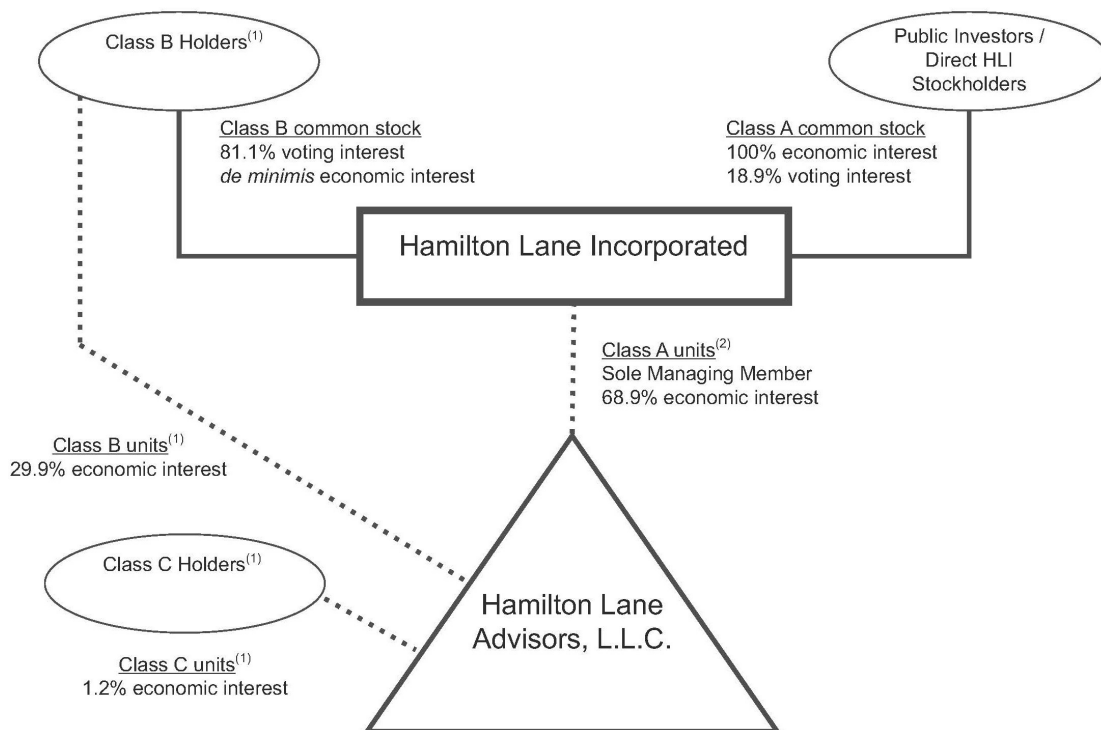 Class B Holders(1)
Public Investors /
Direct HLI
Stockholders
Class B common stock
81.1% voting interest
de minimis economic interest
Class A common stock
100% economic interest
18.9% voting interest
Hamilton Lane Incorporated
Class A units(2)
Sole Managing Member
68.9% economic interest
Class B units(1)
29.9% economic interest
Class C Holders(1)
Hamilton Lane
Advisors, L.L.C.
Class C units(1)
1.2% economic interest